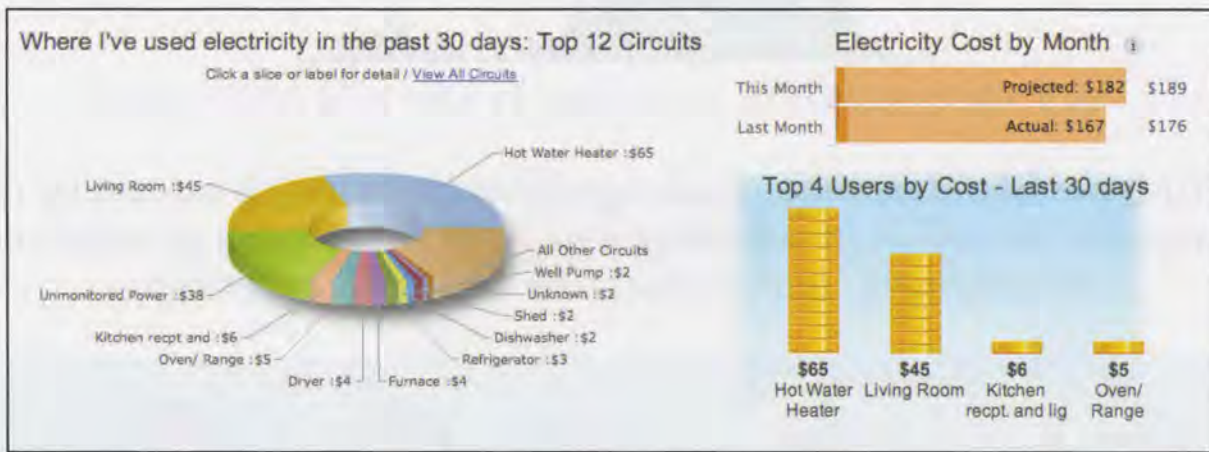 Where I've used electricity in the past 30 days: Top 12 Circuits
Click a slice or label for detail / View All Circuits
Hot Water Heater :$65
Living Room :$45
Unmonitored Power :$38
Kitchen recpt and :$6
Oven/ Range :$5
Dryer :$4
Furnace :$4
Refrigerator :$3
Dishwasher :$2
Shed :$2
Unknown :$2
Well Pump :$2
All Other Circuits
Electricity Cost by Month i
This Month Projected: $182 $189
Last Month Actual: $167 $176
Top 4 Users by Cost - Last 30 days
$65 $45 $6 $5
Hot Water Living Room Kitchen Oven/
Heater recpt. and lig Range